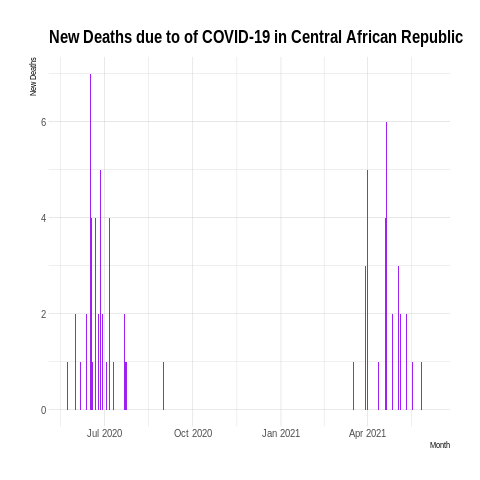 New Deaths due to of COVID-19 in Central African Republic
New Deaths
6
4
2
0
Jul 2020 Oct 2020 Jan 2021 Apr 2021
Month